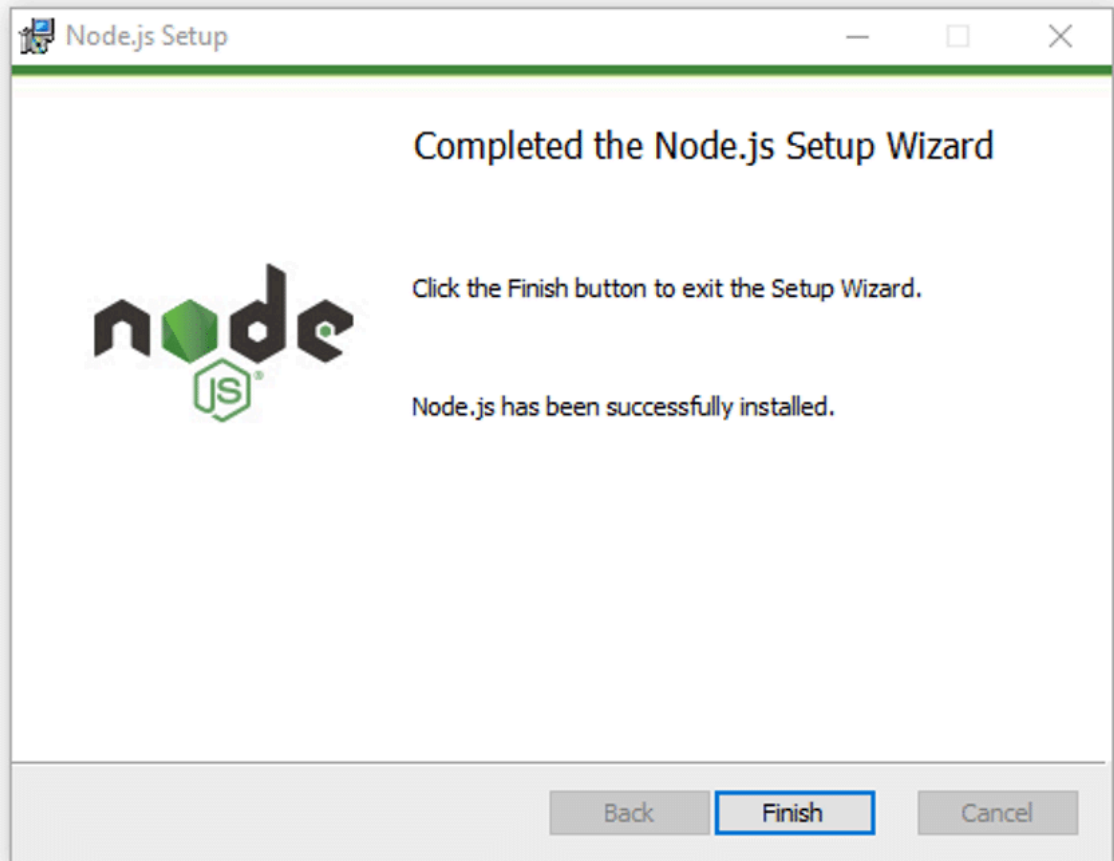 Node.js Setup
Completed the Node.js Setup Wizard
Click the Finish button to exit the Setup Wizard.
node
JS®
Node.js has been successfully installed.
Back
Finish
Cancel